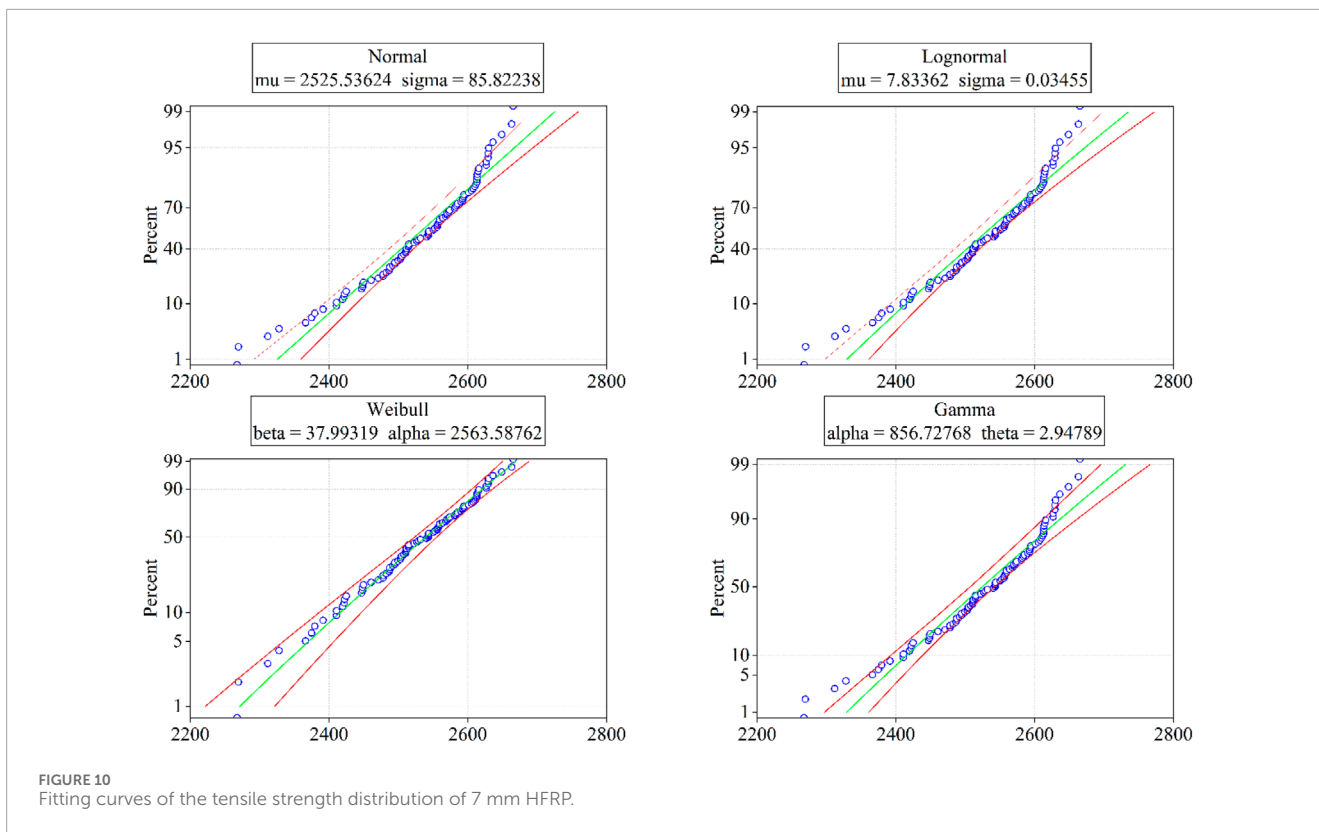 Normal
mu = 2525.53624 sigma = 85.82238
99
95
70
40
10
1
Percent
2200 2400 2600 2800
Lognormal
mu = 7.83362 sigma = 0.03455
99
95
70
40
10
1
Percent
2200 2400 2600 2800
Weibull
beta = 37.99319 alpha = 2563.58762
99
90
50
10
5
1
Percent
2200 2400 2600 2800
Gamma
alpha = 856.72768 theta = 2.94789
99
90
50
10
5
1
Percent
2200 2400 2600 2800
FIGURE 10
Fitting curves of the tensile strength distribution of 7 mm HFRP.